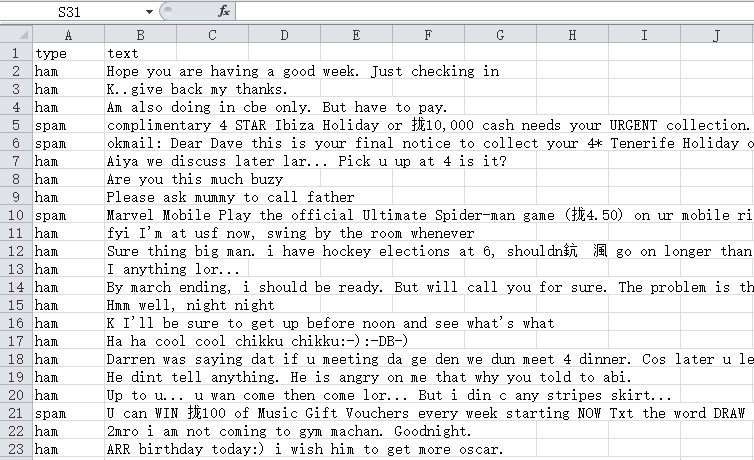 S31 fx
A B C D E F G H I J
1 type text
2 ham Hope you are having a good week. Just checking in
3 ham K..give back my thanks.
4 ham Am also doing in cbe only. But have to pay.
5 spam complimentary 4 STAR Ibiza Holiday or 拢10,000 cash needs your URGENT collection.
6 spam okmail: Dear Dave this is your final notice to collect your 4* Tenerife Holiday o
7 ham Aiya we discuss later lar... Pick u up at 4 is it?
8 ham Are you this much buzy
9 ham Please ask mummy to call father
10 spam Marvel Mobile Play the official Ultimate Spider-man game (拢4.50) on ur mobile ri
11 ham fyi I'm at usf now, swing by the room whenever
12 ham Sure thing big man. i have hockey elections at 6, shouldn鈥 go on longer than
13 ham I anything lor...
14 ham By march ending, i should be ready. But will call you for sure. The problem is th
15 ham Hmm well, night night
16 ham K I'll be sure to get up before noon and see what's what
17 ham Ha ha cool cool chikku chikku:-):-DB-)
18 ham Darren was saying dat if u meeting da ge den we dun meet 4 dinner. Cos later u le
19 ham He dint tell anything. He is angry on me that why you told to abi.
20 ham Up to u... u wan come then come lor... But i din c any stripes skirt...
21 spam U can WIN 拢100 of Music Gift Vouchers every week starting NOW Txt the word DRAW
22 ham 2mro i am not coming to gym machan. Goodnight.
23 ham ARR birthday today:) i wish him to get more oscar.